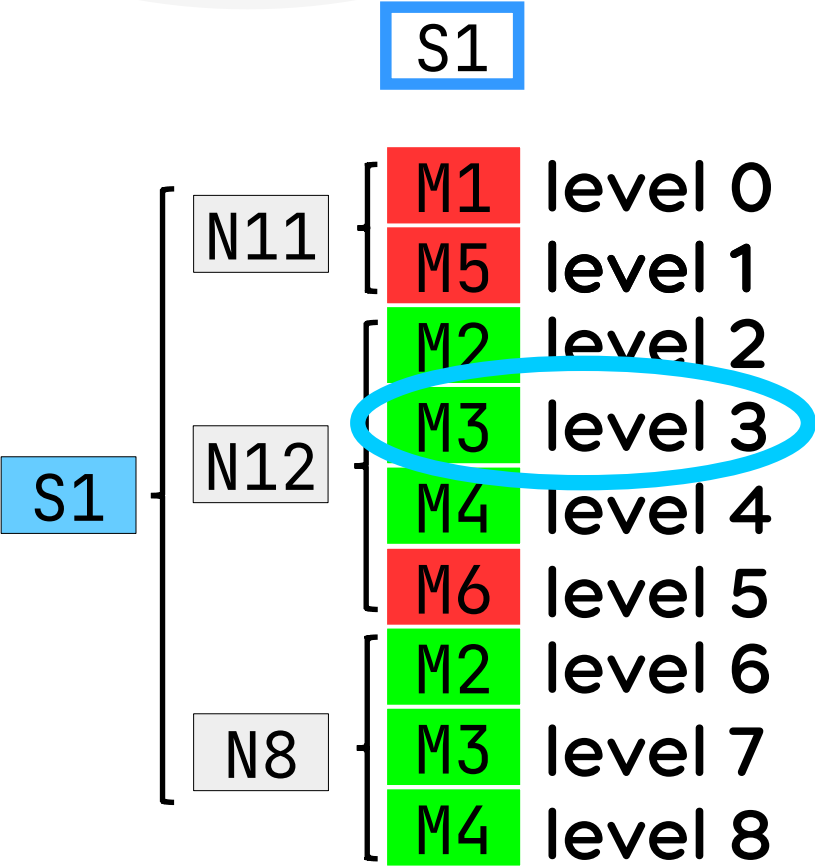 S1
M1 level 0
N11
M5 level 1
M2 level 2
M3 level 3
N12
S1
M4 level 4
M6 level 5
M2 level 6
N8
M3 level 7
M4 level 8